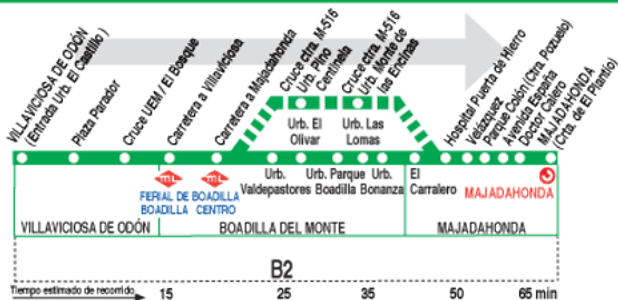 VILLAVICIOSA DE ODÓN
(Entrada Urb. El Castillo)
Plaza Parador
Cruce UEM / El Bosque
Carretera a Villaviciosa
Carretera a Majadahonda
Cruce ctra. M-516
Urb. Pino
Centinela
Cruce ctra. M-516
Urb. Monte de
las Encinas
Hospital Puerta de Hierro
Velázquez
Parque Colón (Ctra. Pozuelo)
Avenida España
Doctor Calero
MAJADAHONDA
(Crta. de El Plantío)
Urb. El
Olivar
Urb. Las
Lomas
ML
FERIAL DE
BOADILLA
ML
BOADILLA
CENTRO
Urb.
Valdepastores
Urb. Parque
Boadilla
Urb.
Bonanza
El
Carralero
MAJADAHONDA
VILLAVICIOSA DE ODÓN
BOADILLA DEL MONTE
MAJADAHONDA
B2
Tiempo estimado de recorrido
15
25
35
50
65 min